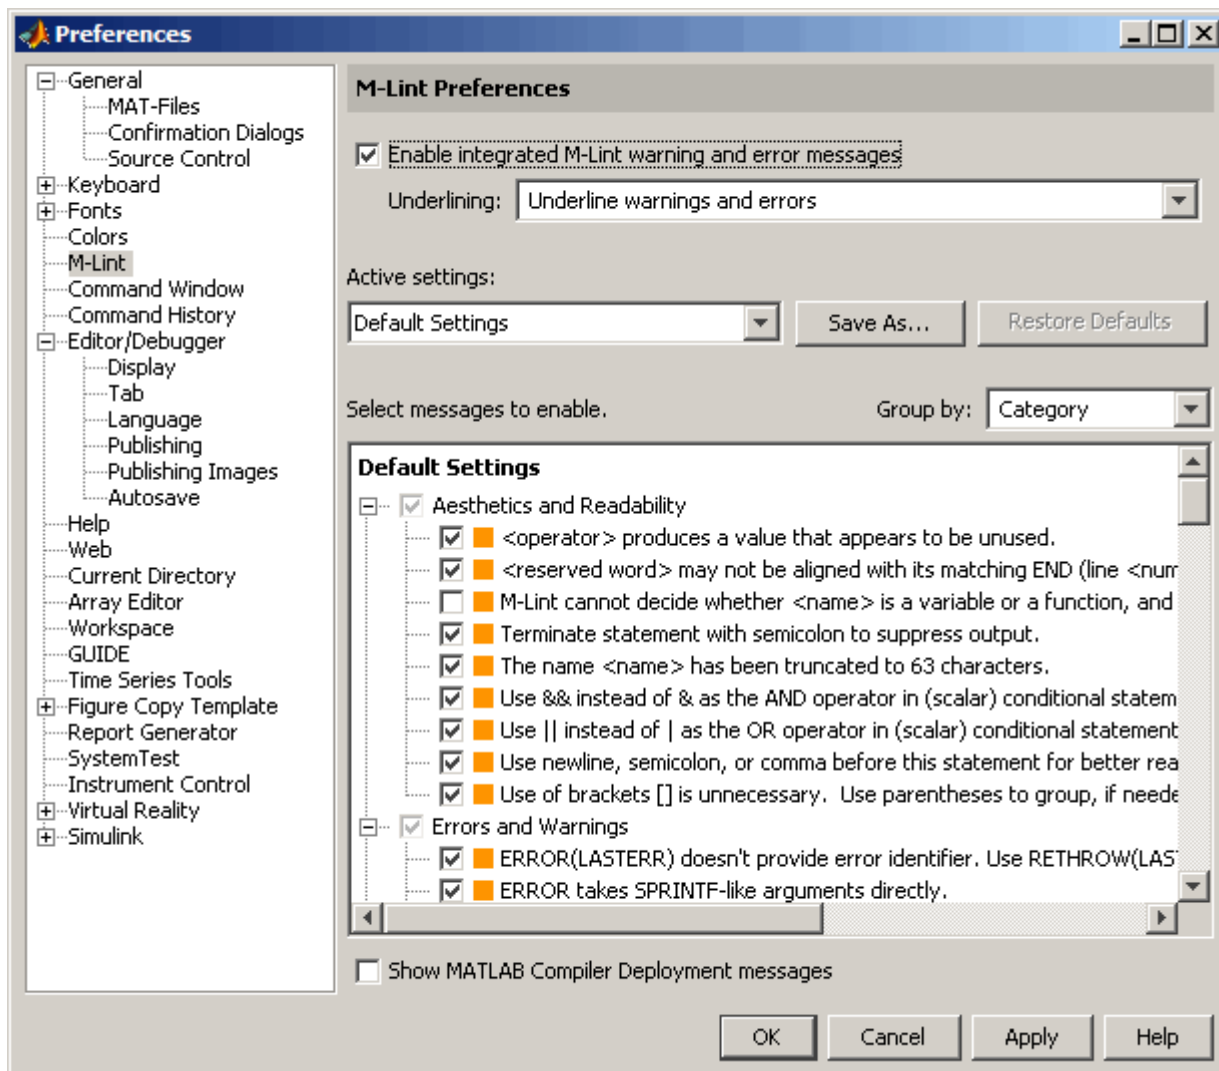 Preferences
General
MAT-Files
Confirmation Dialogs
Source Control
Keyboard
Fonts
Colors
M-Lint
Command Window
Command History
Editor/Debugger
Display
Tab
Language
Publishing
Publishing Images
Autosave
Help
Web
Current Directory
Array Editor
Workspace
GUIDE
Time Series Tools
Figure Copy Template
Report Generator
SystemTest
Instrument Control
Virtual Reality
Simulink
M-Lint Preferences
Enable integrated M-Lint warning and error messages
Underlining: Underline warnings and errors
Active settings:
Default Settings Save As... Restore Defaults
Select messages to enable. Group by: Category
Default Settings
Aesthetics and Readability
<operator> produces a value that appears to be unused.
<reserved word> may not be aligned with its matching END (line <num
M-Lint cannot decide whether <name> is a variable or a function, and
Terminate statement with semicolon to suppress output.
The name <name> has been truncated to 63 characters.
Use && instead of & as the AND operator in (scalar) conditional statem
Use || instead of | as the OR operator in (scalar) conditional statement
Use newline, semicolon, or comma before this statement for better rea
Use of brackets [] is unnecessary. Use parentheses to group, if neede
Errors and Warnings
ERROR(LASTERR) doesn't provide error identifier. Use RETHROW(LAS
ERROR takes SPRINTF-like arguments directly.
Show MATLAB Compiler Deployment messages
OK Cancel Apply Help